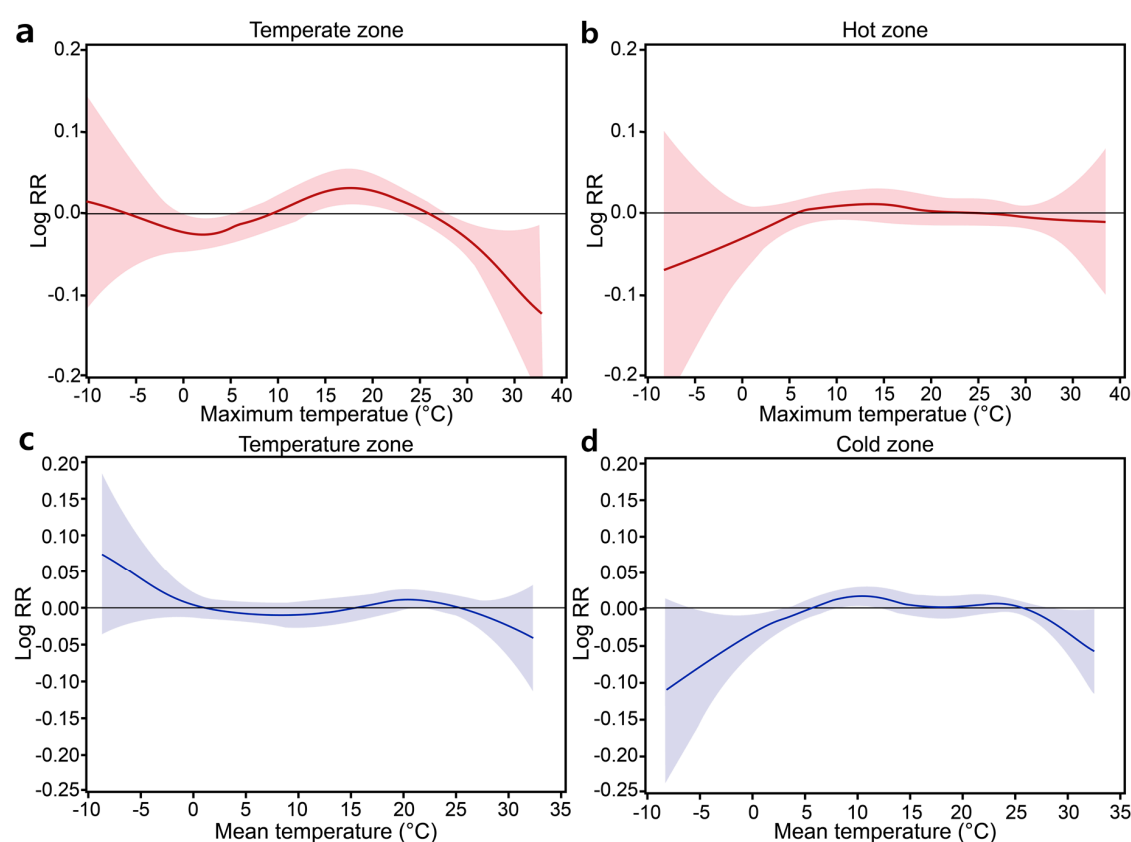 a
Temperate zone
0.2
0.1
0.0
-0.1
-0.2
Log RR
-10 -5 0 5 10 15 20 25 30 35 40
Maximum temperatue (°C)
b
Hot zone
0.2
0.1
0.0
-0.1
-0.2
Log RR
-10 -5 0 5 10 15 20 25 30 35 40
Maximum temperatue (°C)
c
Temperature zone
0.20
0.15
0.10
0.05
0.00
-0.05
-0.10
-0.15
-0.20
-0.25
Log RR
-10 -5 0 5 10 15 20 25 30 35
Mean temperature (°C)
d
Cold zone
0.20
0.15
0.10
0.05
0.00
-0.05
-0.10
-0.15
-0.20
-0.25
Log RR
-10 -5 0 5 10 15 20 25 30 35
Mean temperature (°C)